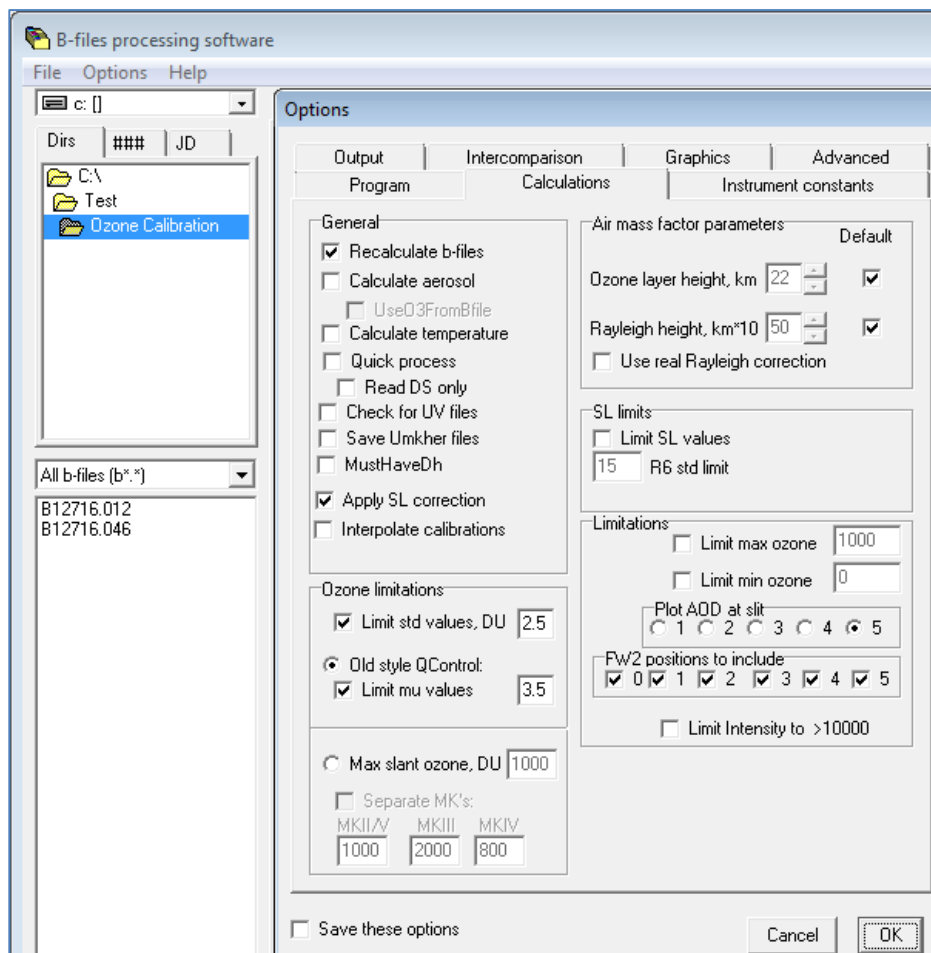 B-files processing software
File Options Help
c: []
Dirs ### JD
C:\
Test
Ozone Calibration
All b-files (b*.*)
B12716.012
B12716.046
Options
Output Intercomparison Graphics Advanced
Program Calculations Instrument constants
General
Recalculate b-files
Calculate aerosol
UseO3FromBfile
Calculate temperature
Quick process
Read DS only
Check for UV files
Save Umkher files
MustHaveDh
Apply SL correction
Interpolate calibrations
Ozone limitations
Limit std values, DU 2.5
Old style QControl:
Limit mu values 3.5
Max slant ozone, DU 1000
Separate MK's:
MKII/V MKIII MKIV
1000 2000 800
Air mass factor parameters
Default
Ozone layer height, km 22
Rayleigh height, km*10 50
Use real Rayleigh correction
SL limits
Limit SL values
15 R6 std limit
Limitations
Limit max ozone 1000
Limit min ozone 0
Plot AOD at slit
1 2 3 4 5
FW2 positions to include
0 1 2 3 4 5
Limit Intensity to >10000
Save these options
Cancel OK